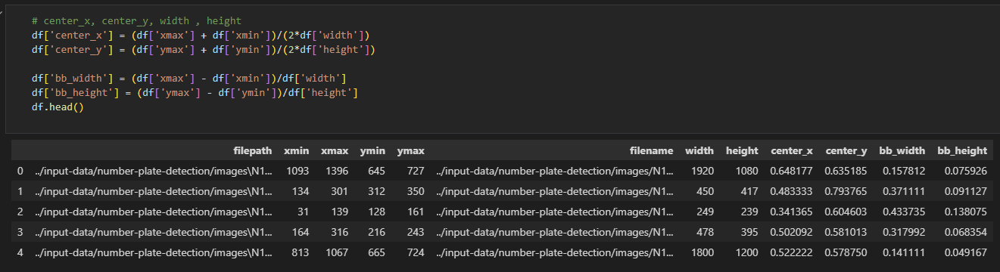 # center_x, center_y, width , height
df['center_x'] = (df['xmax'] + df['xmin'])/(2*df['width'])
df['center_y'] = (df['ymax'] + df['ymin'])/(2*df['height'])
df['bb_width'] = (df['xmax'] - df['xmin'])/df['width']
df['bb_height'] = (df['ymax'] - df['ymin'])/df['height']
df.head()
filepath xmin xmax ymin ymax filename width height center_x center_y bb_width bb_height
0 ../input-data/number-plate-detection/images\N1... 1093 1396 645 727 ../input-data/number-plate-detection/images/N1... 1920 1080 0.648177 0.635185 0.157812 0.075926
1 ../input-data/number-plate-detection/images\N1... 134 301 312 350 ../input-data/number-plate-detection/images/N1... 450 417 0.483333 0.793765 0.371111 0.091127
2 ../input-data/number-plate-detection/images\N1... 31 139 128 161 ../input-data/number-plate-detection/images/N1... 249 239 0.341365 0.604603 0.433735 0.138075
3 ../input-data/number-plate-detection/images\N1... 164 316 216 243 ../input-data/number-plate-detection/images/N1... 478 395 0.502092 0.581013 0.317992 0.068354
4 ../input-data/number-plate-detection/images\N1... 813 1067 665 724 ../input-data/number-plate-detection/images/N1... 1800 1200 0.522222 0.578750 0.141111 0.049167